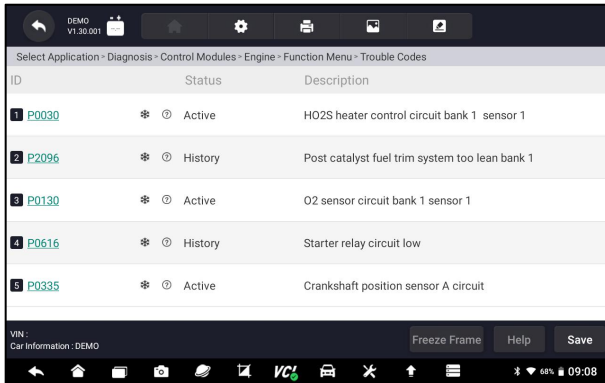 DEMO
V1.30.001
Select Application > Diagnosis > Control Modules > Engine > Function Menu > Trouble Codes
ID Status Description
1 P0030 Active HO2S heater control circuit bank 1 sensor 1
2 P2096 History Post catalyst fuel trim system too lean bank 1
3 P0130 Active O2 sensor circuit bank 1 sensor 1
4 P0616 History Starter relay circuit low
5 P0335 Active Crankshaft position sensor A circuit
VIN :
Car Information : DEMO
Freeze Frame Help Save
VCI 68% 09:08